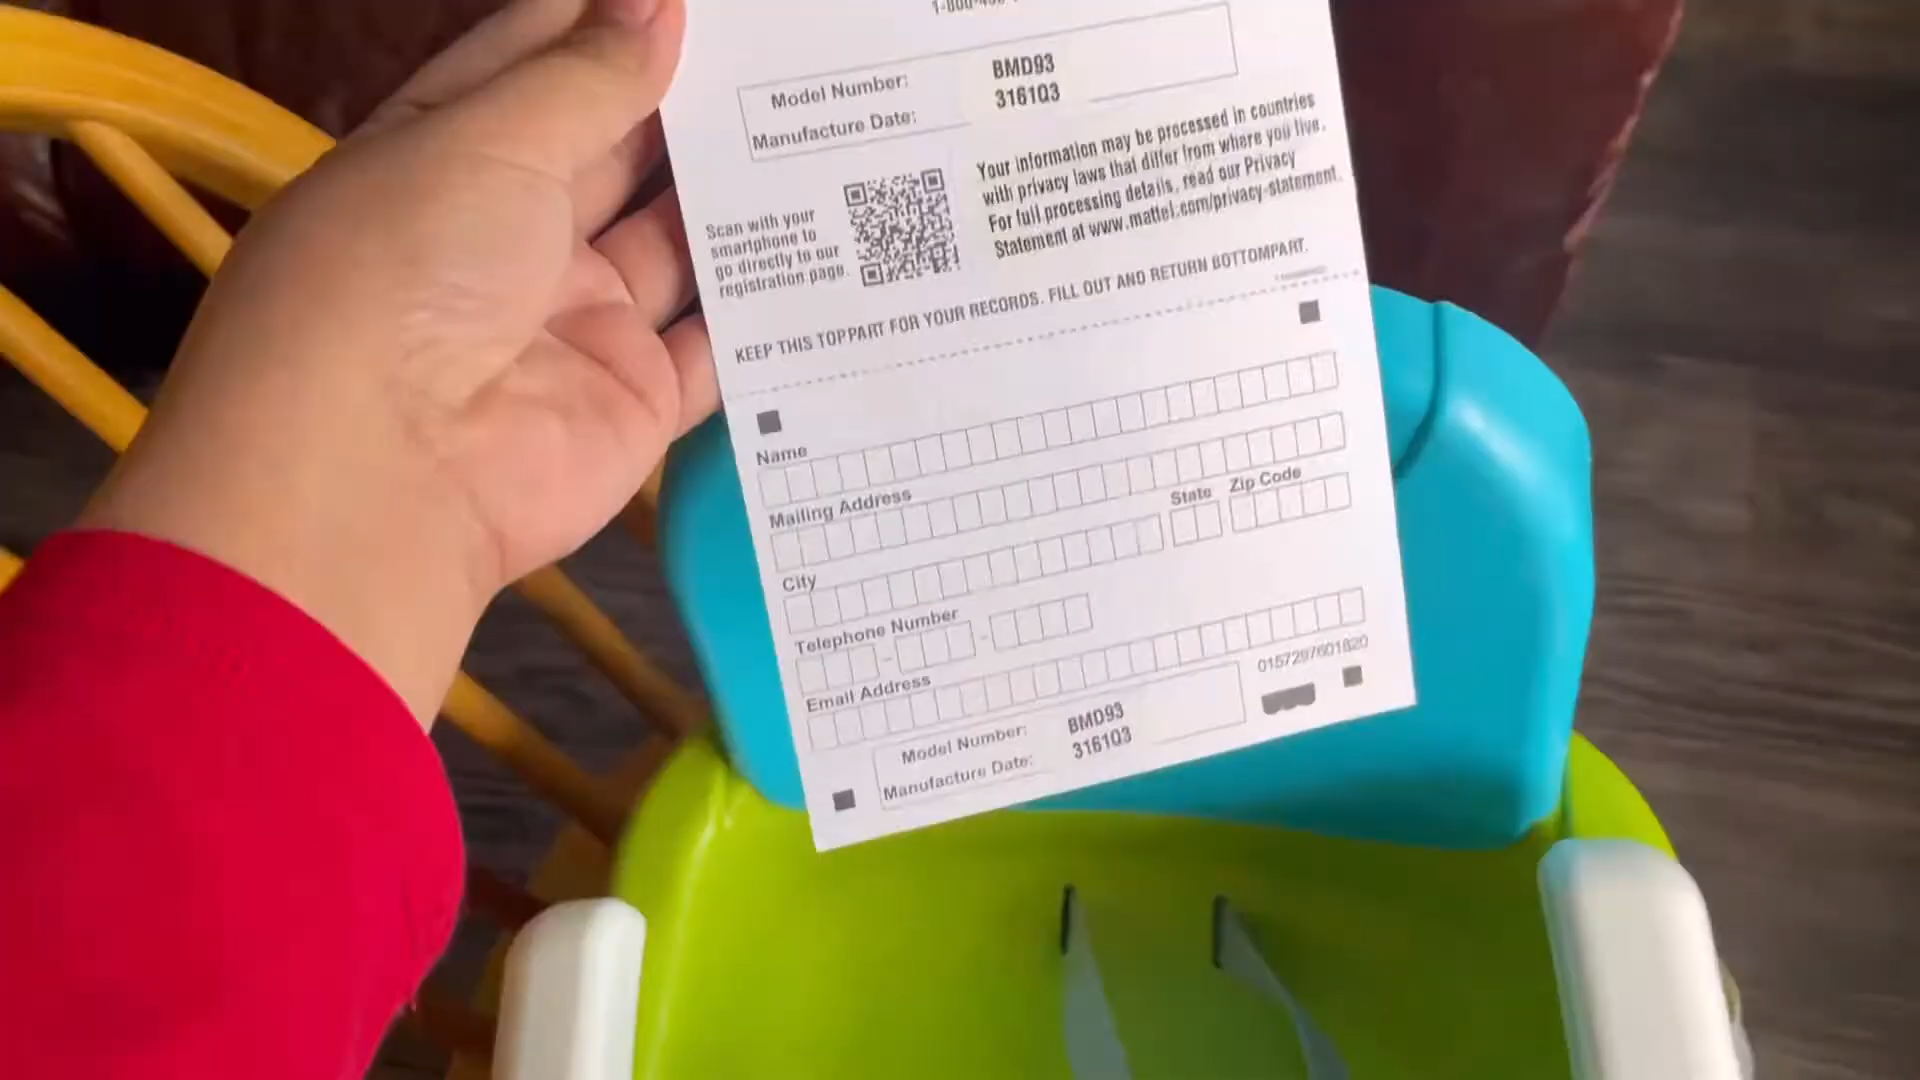 Model Number: BMD93
Manufacture Date: 3161Q3
Scan with your
smartphone to
go directly to our
registration page.
Your information may be processed in countries
with privacy laws that differ from where you live.
For full processing details, read our Privacy
Statement at www.mattel.com/privacy-statement.
KEEP THIS TOPPART FOR YOUR RECORDS. FILL OUT AND RETURN BOTTOMPART.
Name
Mailing Address
City
State
Zip Code
Telephone Number
Email Address
0157297601820
Model Number: BMD93
Manufacture Date: 3161Q3